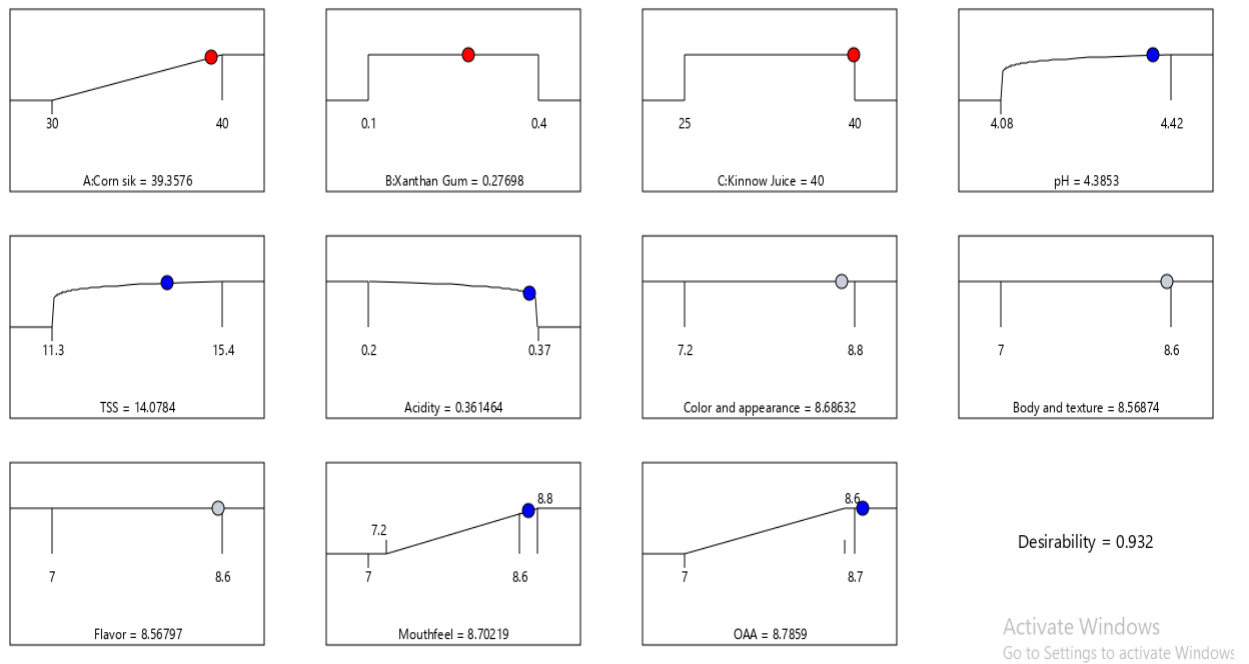 30 40
A:Corn sik = 39.3576
0.1 0.4
B:Xanthan Gum = 0.27698
25 40
C:Kinnow Juice = 40
4.08 4.42
pH = 4.3853
11.3 15.4
TSS = 14.0784
0.2 0.37
Acidity = 0.361464
7.2 8.8
Color and appearance = 8.68632
7 8.6
Body and texture = 8.56874
7 8.6
Flavor = 8.56797
8.8
7.2
7 8.6
Mouthfeel = 8.70219
8.6
7 8.7
OAA = 8.7859
Desirability = 0.932
Activate Windows
Go to Settings to activate Windows